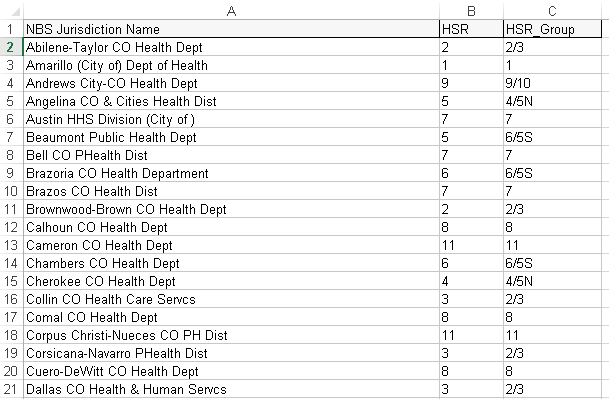 A B C
1 NBS Jurisdiction Name HSR HSR_Group
2 Abilene-Taylor CO Health Dept 2 2/3
3 Amarillo (City of) Dept of Health 1 1
4 Andrews City-CO Health Dept 9 9/10
5 Angelina CO & Cities Health Dist 5 4/5N
6 Austin HHS Division (City of ) 7 7
7 Beaumont Public Health Dept 5 6/5S
8 Bell CO PHealth Dist 7 7
9 Brazoria CO Health Department 6 6/5S
10 Brazos CO Health Dist 7 7
11 Brownwood-Brown CO Health Dept 2 2/3
12 Calhoun CO Health Dept 8 8
13 Cameron CO Health Dept 11 11
14 Chambers CO Health Dept 6 6/5S
15 Cherokee CO Health Dept 4 4/5N
16 Collin CO Health Care Servcs 3 2/3
17 Comal CO Health Dept 8 8
18 Corpus Christi-Nueces CO PH Dist 11 11
19 Corsicana-Navarro PHealth Dist 3 2/3
20 Cuero-DeWitt CO Health Dept 8 8
21 Dallas CO Health & Human Servcs 3 2/3